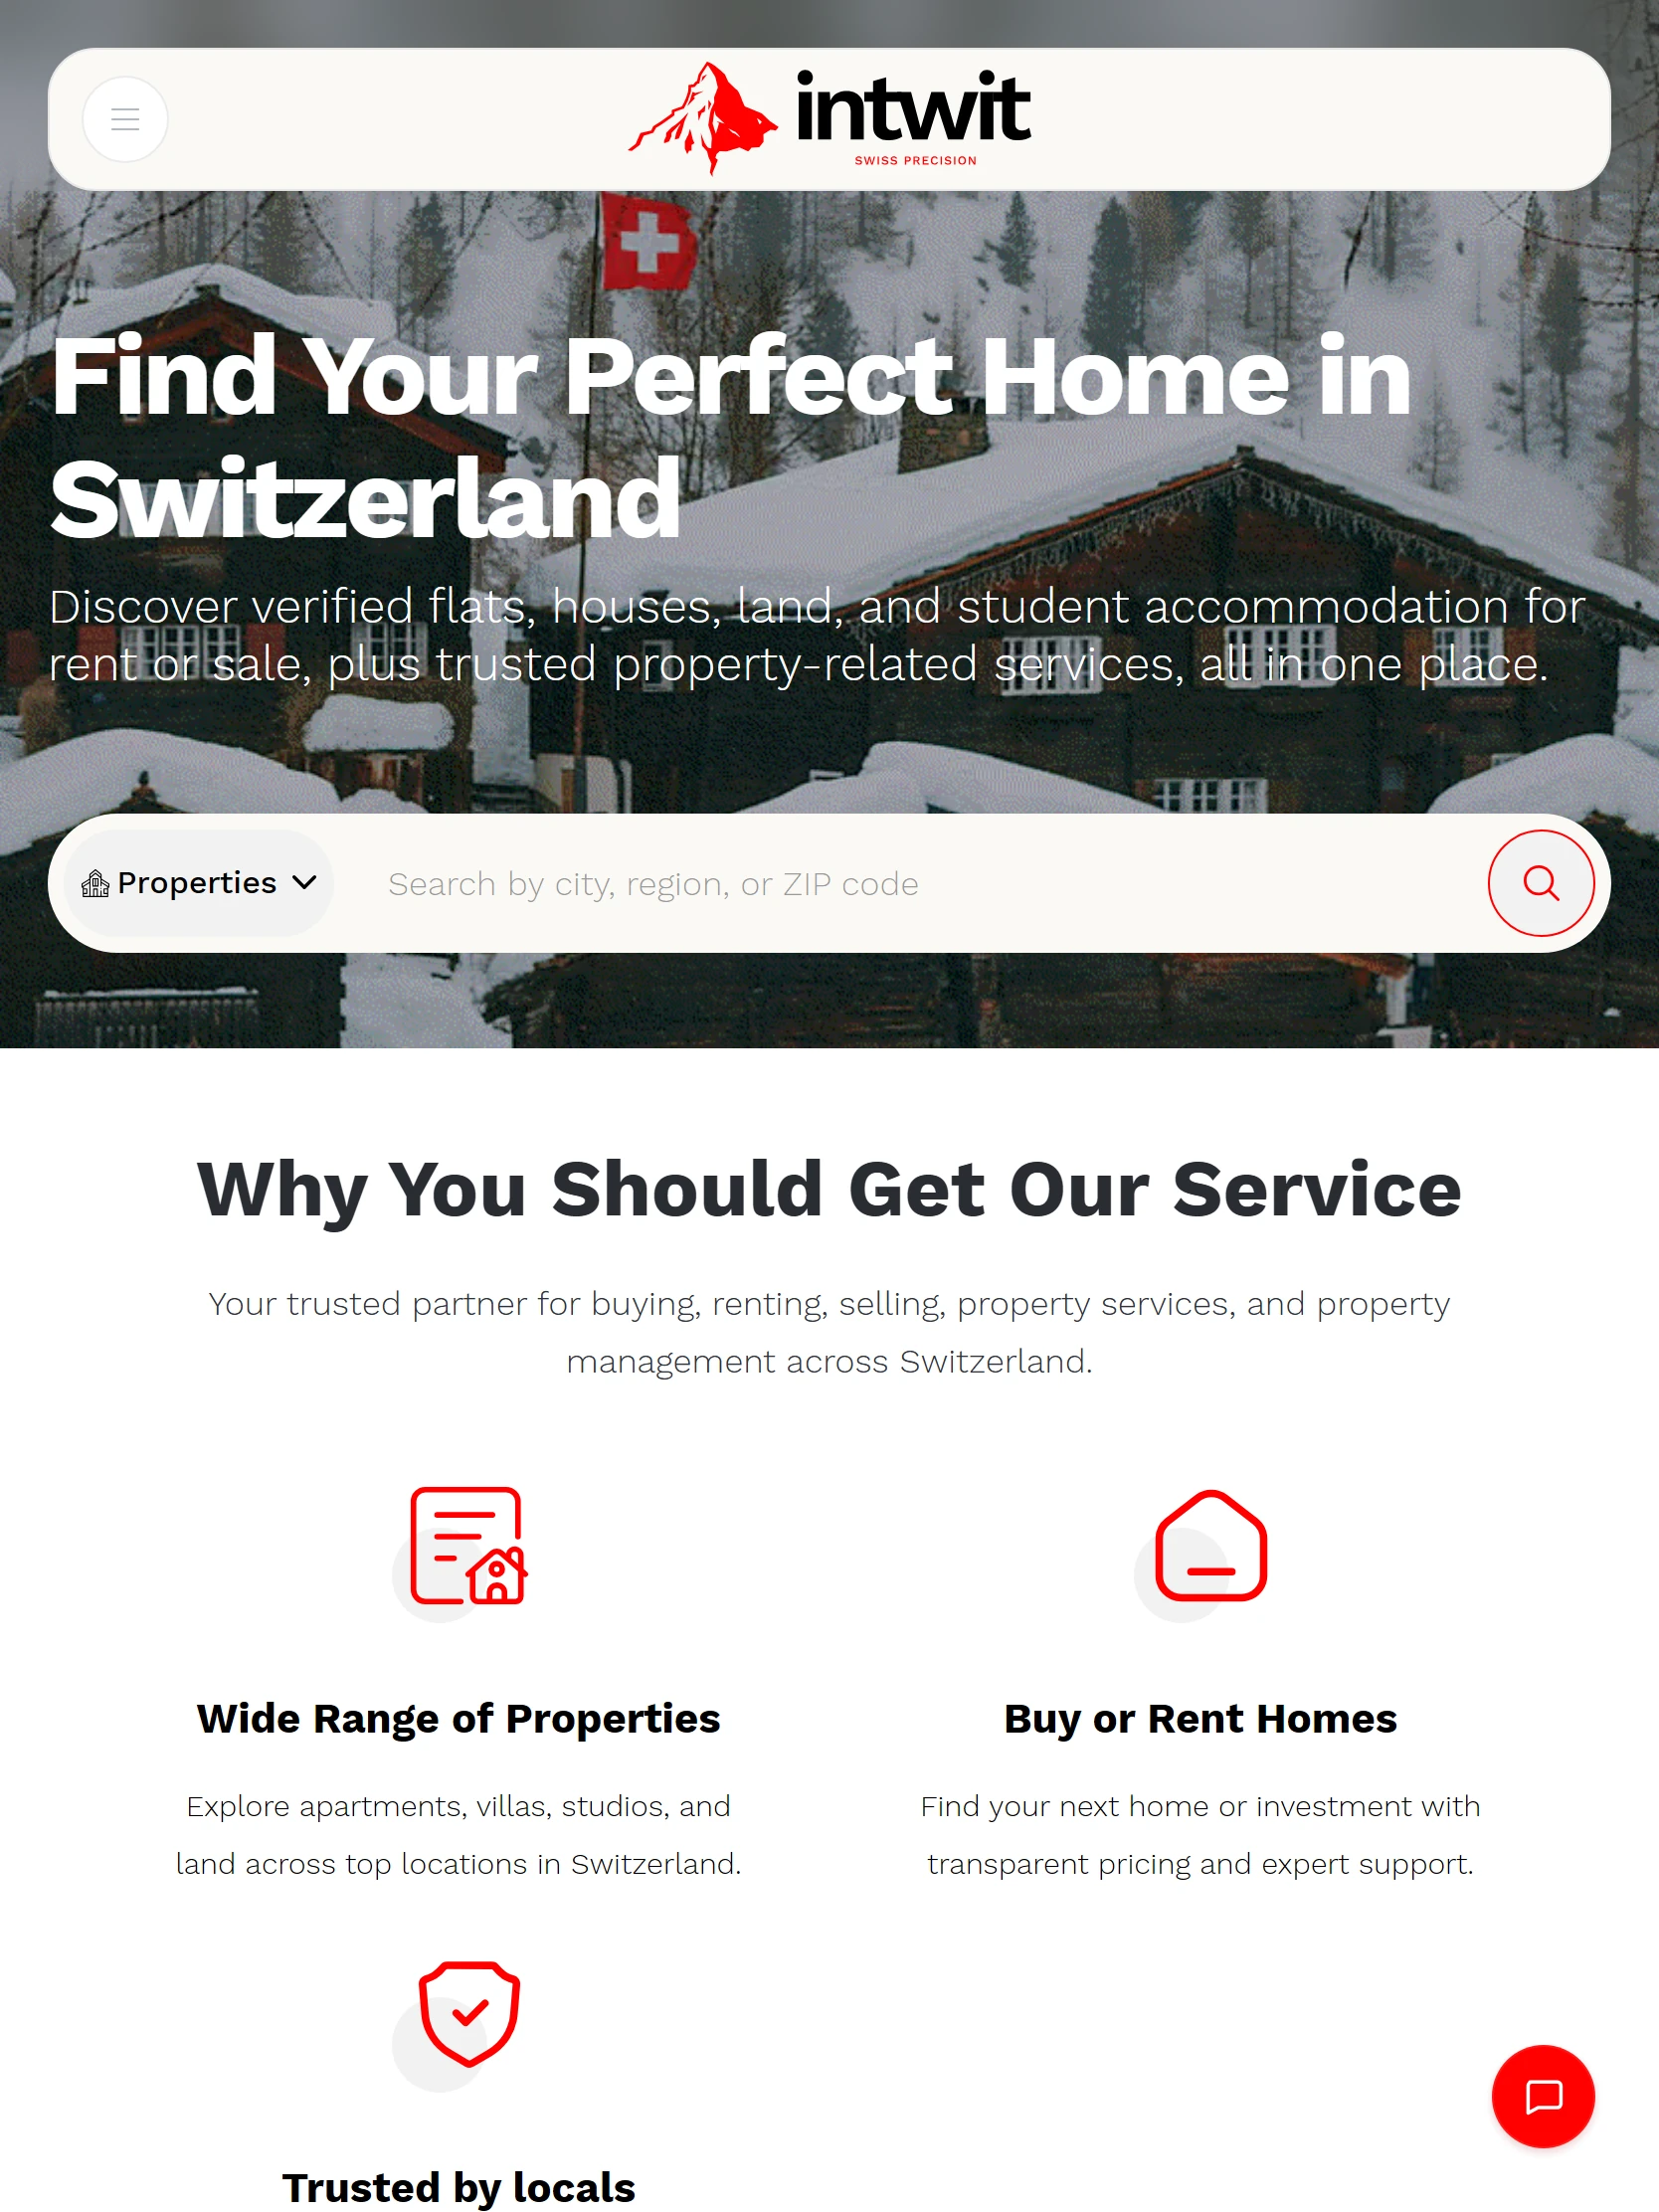 intwit
SWISS PRECISION
Find Your Perfect Home in
Switzerland
Discover verified flats, houses, land, and student accommodation for
rent or sale, plus trusted property-related services, all in one place.
Properties
Search by city, region, or ZIP code
Why You Should Get Our Service
Your trusted partner for buying, renting, selling, property services, and property
management across Switzerland.
Wide Range of Properties
Explore apartments, villas, studios, and
land across top locations in Switzerland.
Buy or Rent Homes
Find your next home or investment with
transparent pricing and expert support.
Trusted by locals